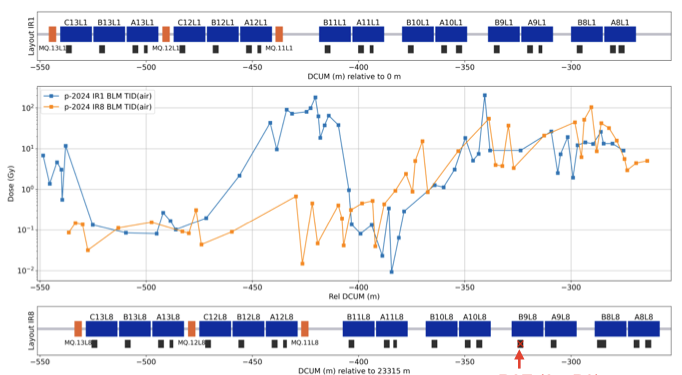 Layout IR1
C13L1 B13L1 A13L1 C12L1 B12L1 A12L1 B11L1 A11L1 B10L1 A10L1 B9L1 A9L1 B8L1 A8L1
MQ.13L1 MQ.12L1 MQ.11L1
−550 −500 −450 −400 −350 −300
DCUM (m) relative to 0 m
p-2024 IR1 BLM TID(air)
p-2024 IR8 BLM TID(air)
Dose (Gy)
10²
10¹
10⁰
10⁻¹
10⁻²
−550 −500 −450 −400 −350 −300
Rel DCUM (m)
Layout IR8
C13L8 B13L8 A13L8 C12L8 B12L8 A12L8 B11L8 A11L8 B10L8 A10L8 B9L8 A9L8 B8L8 A8L8
MQ.13L8 MQ.12L8 MQ.11L8
−550 −500 −450 −400 −350 −300
DCUM (m) relative to 23315 m